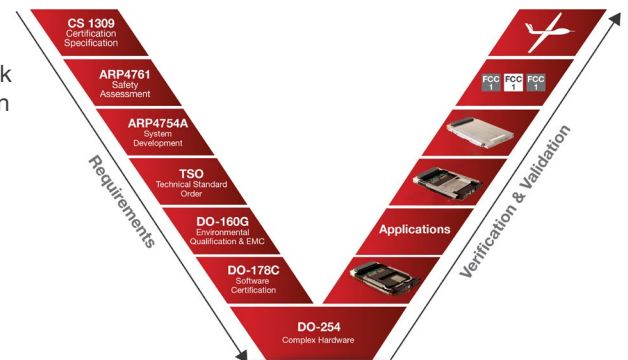 CS 1309
Certification
Specification
ARP4761
Safety
Assessment
k
n
ARP4754A
System
Development
TSO
Technical Standard
Order
DO-160G
Environmental
Qualification & EMC
DO-178C
Software
Certification
DO-254
Complex Hardware
Applications
FCC
1
FCC
1
FCC
1
Requirements
Verification & Validation